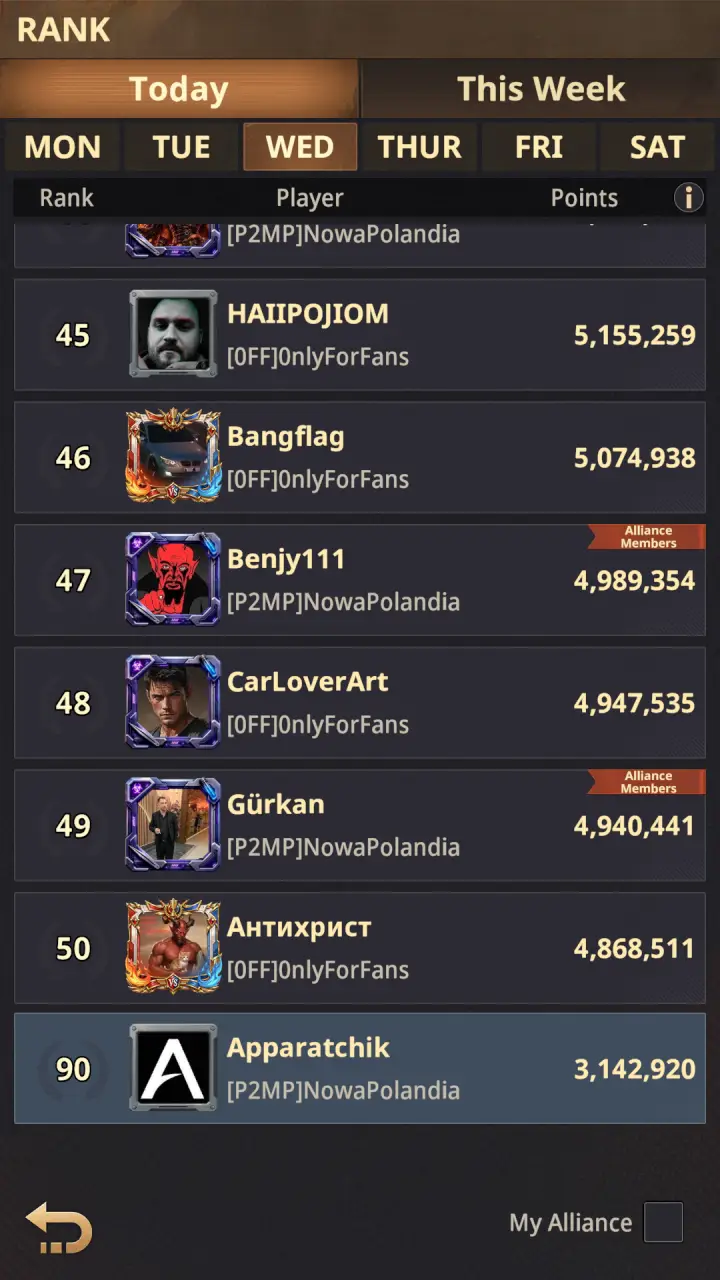 RANK
Today
This Week
MON
TUE
WED
THUR
FRI
SAT
Rank
Player
Points
[P2MP]NowaPolandia
45
HAIIPOJIOM
[0FF]0nlyForFans
5,155,259
46
Bangflag
[0FF]0nlyForFans
5,074,938
47
Benjy111
[P2MP]NowaPolandia
Alliance
Members
4,989,354
48
CarLoverArt
[0FF]0nlyForFans
4,947,535
49
Gürkan
[P2MP]NowaPolandia
Alliance
Members
4,940,441
50
Антихрист
[0FF]0nlyForFans
4,868,511
90
Apparatchik
[P2MP]NowaPolandia
3,142,920
My Alliance